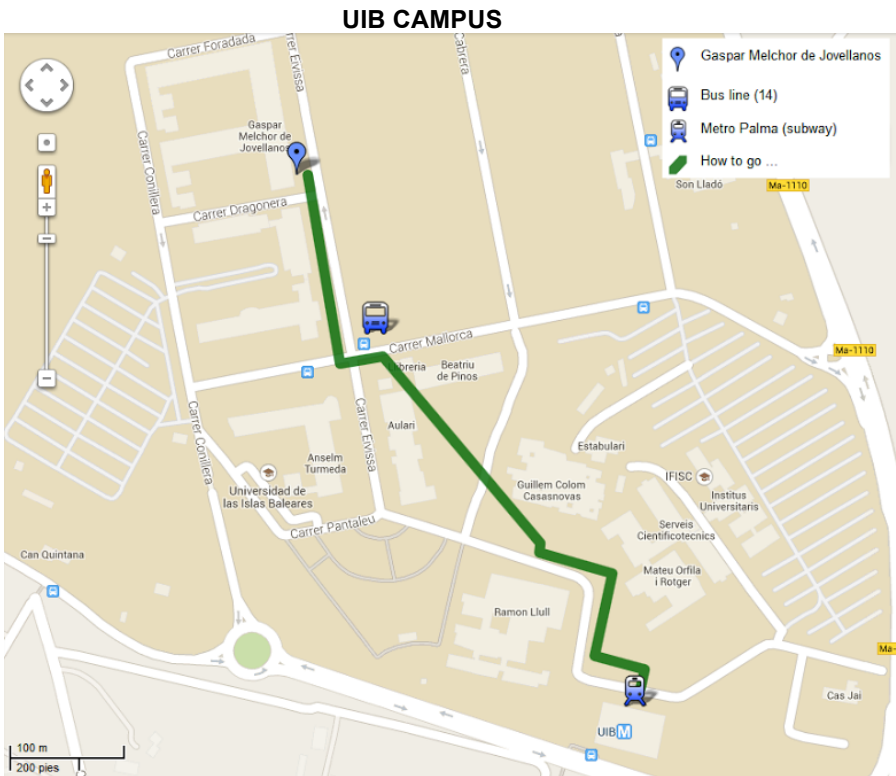 UIB CAMPUS
Carrer Foradada
Carrer Eivissa
Cabrera
Gaspar Melchor de Jovellanos
Bus line (14)
Metro Palma (subway)
How to go ...
Gaspar
Melchor de
Jovellanos
Carrer Conillera
Son Lladó
Ma-1110
Carrer Dragonera
Carrer Mallorca
Ma-1110
Beatriu
de Pinos
Carrer Eivissa
Aulari
Carrer Conillera
Anselm
Turmeda
Estabulari
Universidad de
las Islas Baleares
Guillem Colom
Casasnovas
IFISC
Institus
Universitaris
Carrer Pantaleu
Serveis
Cientificotecnics
Can Quintana
Mateu Orfila
i Rotger
Ramon Llull
Ma-
Cas Jai
UIB M
100 m
200 pies